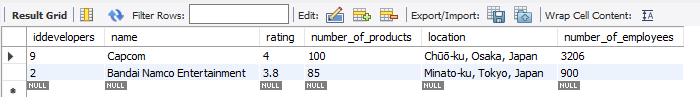 Result Grid Filter Rows: Edit: Export/Import: Wrap Cell Content:
iddevelopers name rating number_of_products location number_of_employees
9 Capcom 4 100 Chūō-ku, Osaka, Japan 3206
2 Bandai Namco Entertainment 3.8 85 Minato-ku, Tokyo, Japan 900
NULL NULL NULL NULL NULL NULL